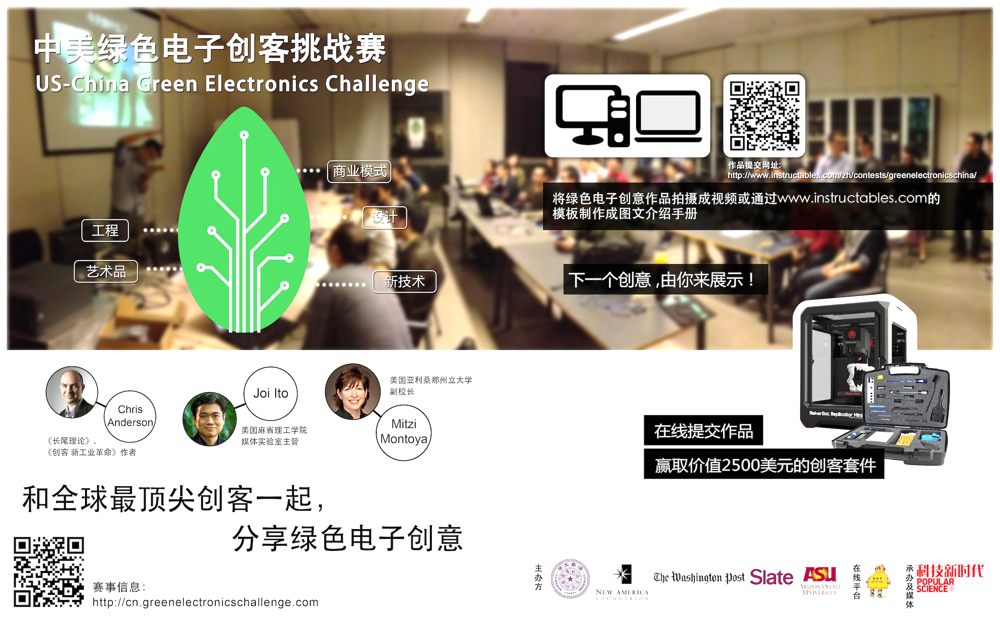 中美绿色电子创客挑战赛
US-China Green Electronics Challenge
商业模式
设计
工程
艺术品
新技术
作品提交网址:
http://www.instructables.com/zh/contests/greenelectronicschina/
将绿色电子创意作品拍摄成视频或通过www.instructables.com的
模板制作成图文介绍手册
下一个创意,由你来展示！
Chris
Anderson
《长尾理论》、
《创客 新工业革命》作者
Joi Ito
美国麻省理工学院
媒体实验室主管
美国亚利桑那州立大学
副校长
Mitzi
Montoya
MakerBot
MakerBot Replicator Mini
在线提交作品
赢取价值2500美元的创客套件
和全球最顶尖创客一起,
分享绿色电子创意
赛事信息:
http://cn.greenelectronicschallenge.com
主办方
TSINGHUA UNIVERSITY
-1911-
NEW AMERICA
FOUNDATION
The Washington Post
Slate
ASU
ARIZONA STATE
UNIVERSITY
在线平台
承办及媒体
科技新时代
POPULAR
SCIENCE